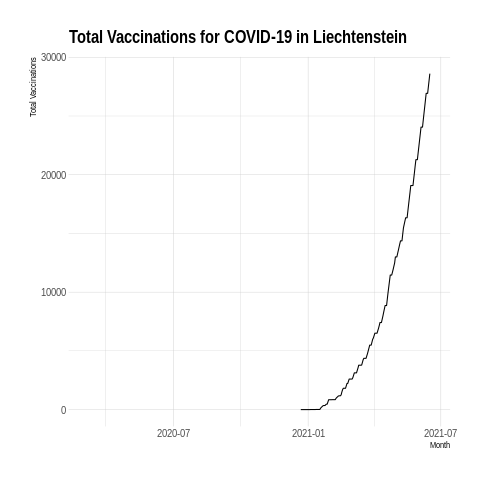 Total Vaccinations for COVID-19 in Liechtenstein
Total Vaccinations
30000
20000
10000
0
2020-07
2021-01
2021-07
Month